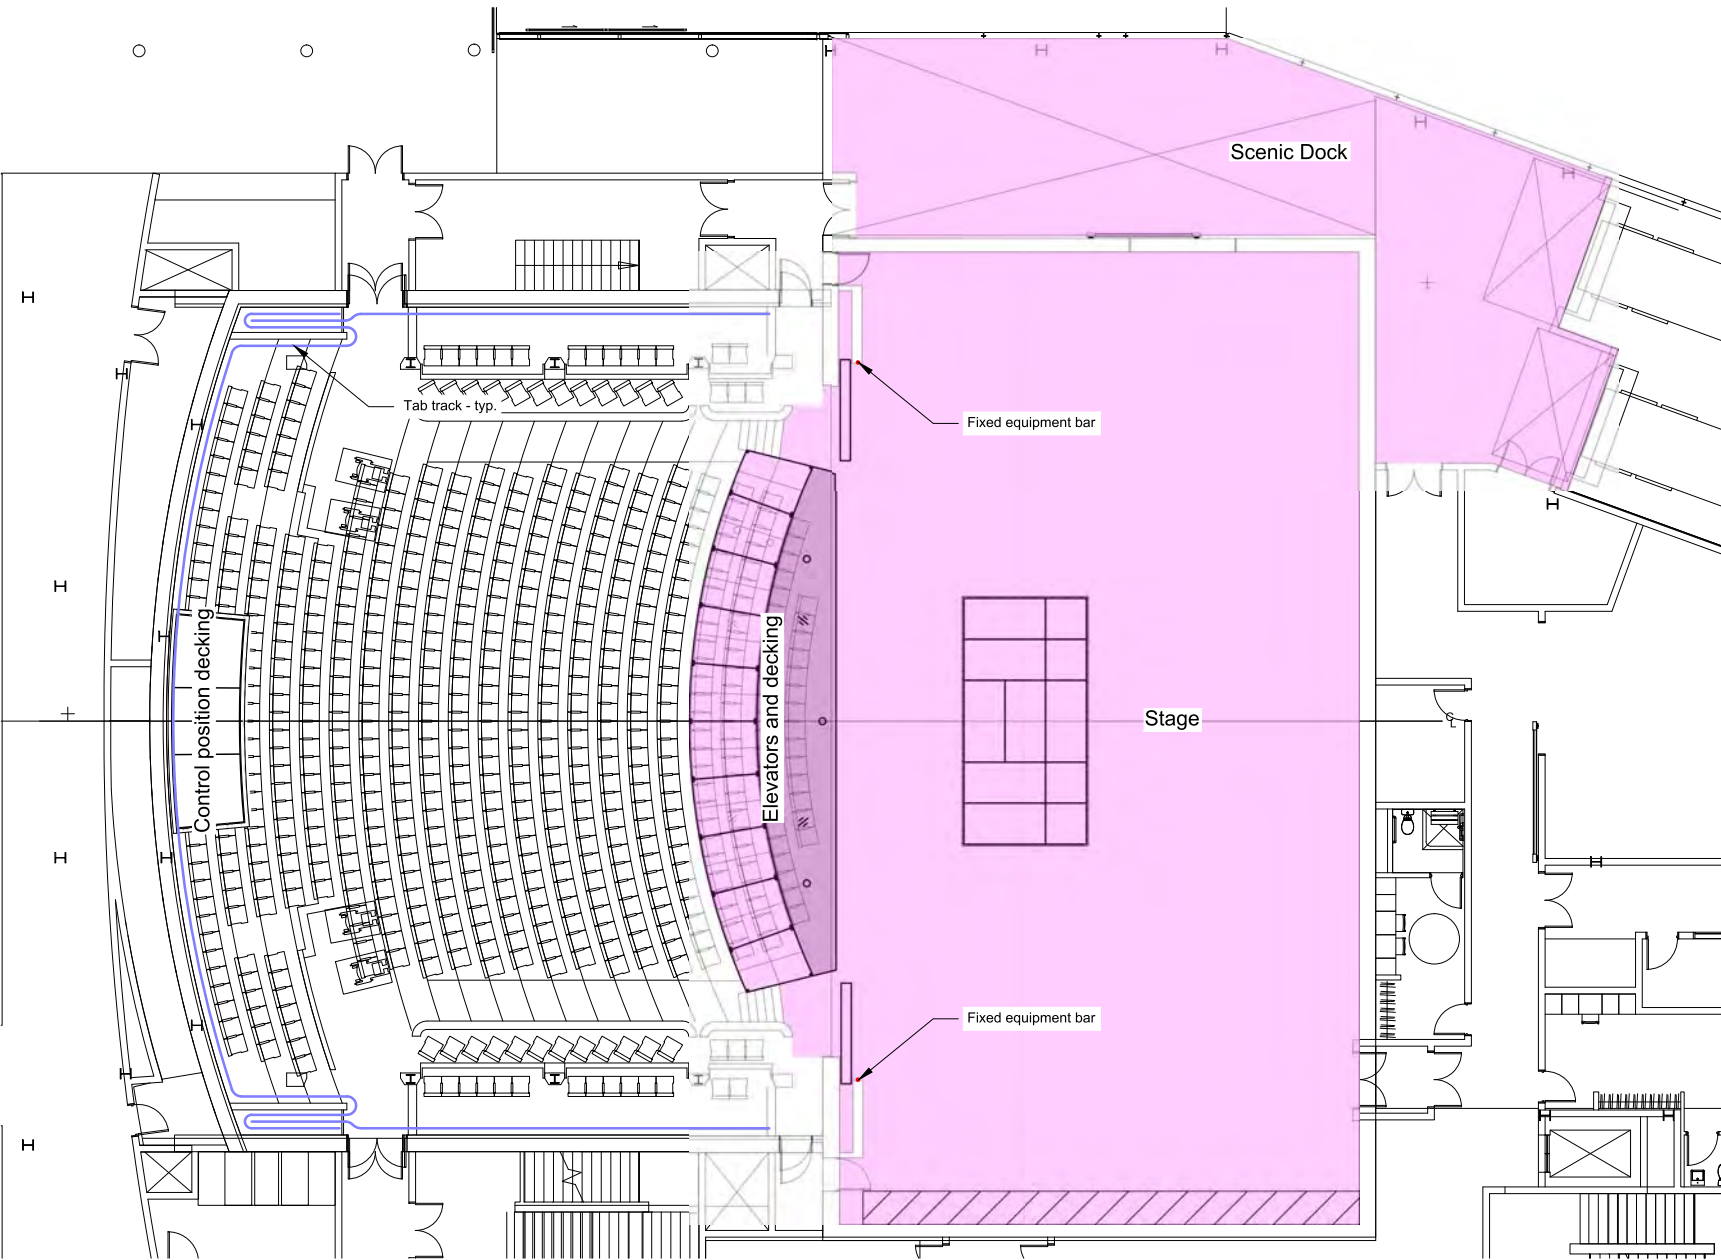 Scenic Dock
Tab track - typ.
Fixed equipment bar
Control position decking
Elevators and decking
Stage
Fixed equipment bar